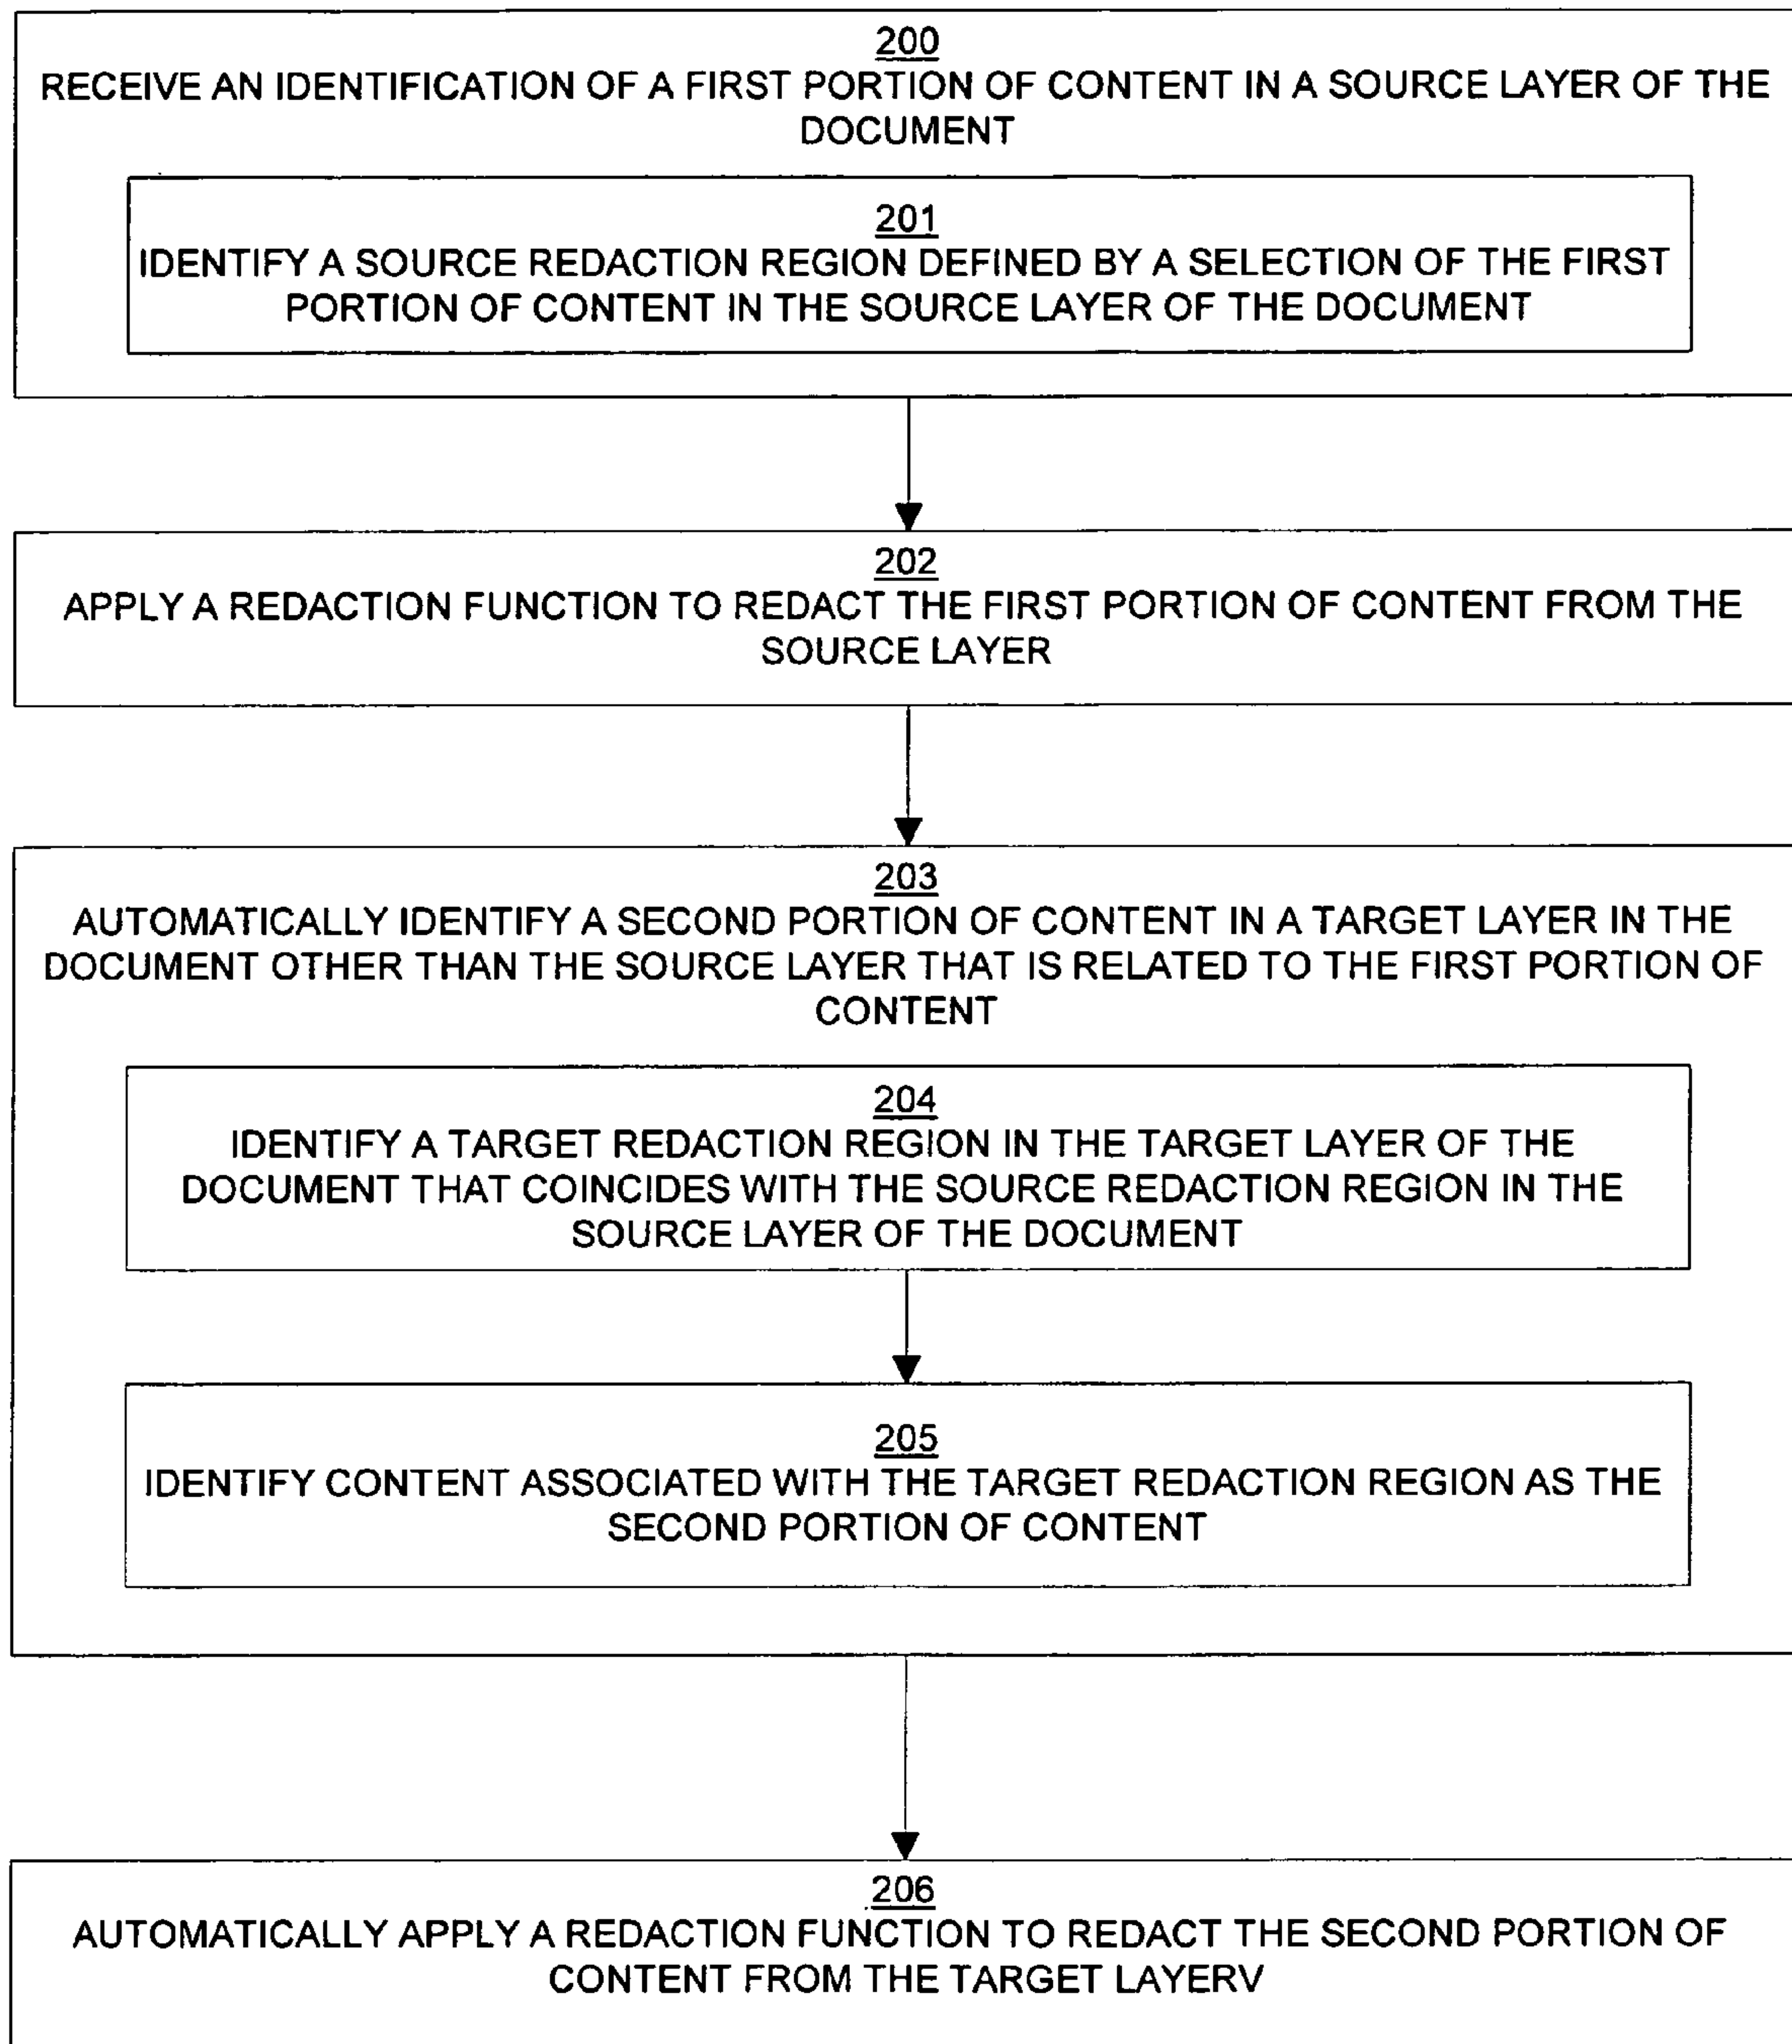 200
RECEIVE AN IDENTIFICATION OF A FIRST PORTION OF CONTENT IN A SOURCE LAYER OF THE
DOCUMENT
201
IDENTIFY A SOURCE REDACTION REGION DEFINED BY A SELECTION OF THE FIRST
PORTION OF CONTENT IN THE SOURCE LAYER OF THE DOCUMENT
202
APPLY A REDACTION FUNCTION TO REDACT THE FIRST PORTION OF CONTENT FROM THE
SOURCE LAYER
203
AUTOMATICALLY IDENTIFY A SECOND PORTION OF CONTENT IN A TARGET LAYER IN THE
DOCUMENT OTHER THAN THE SOURCE LAYER THAT IS RELATED TO THE FIRST PORTION OF
CONTENT
204
IDENTIFY A TARGET REDACTION REGION IN THE TARGET LAYER OF THE
DOCUMENT THAT COINCIDES WITH THE SOURCE REDACTION REGION IN THE
SOURCE LAYER OF THE DOCUMENT
205
IDENTIFY CONTENT ASSOCIATED WITH THE TARGET REDACTION REGION AS THE
SECOND PORTION OF CONTENT
206
AUTOMATICALLY APPLY A REDACTION FUNCTION TO REDACT THE SECOND PORTION OF
CONTENT FROM THE TARGET LAYERV